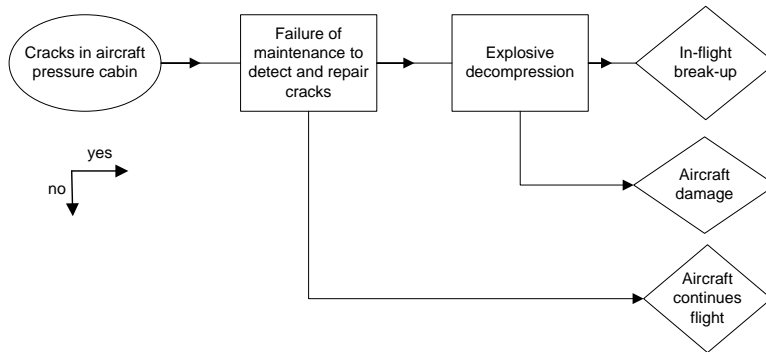 Cracks in aircraft
pressure cabin
Failure of
maintenance to
detect and repair
cracks
Explosive
decompression
In-flight
break-up
yes
no
Aircraft
damage
Aircraft
continues
flight